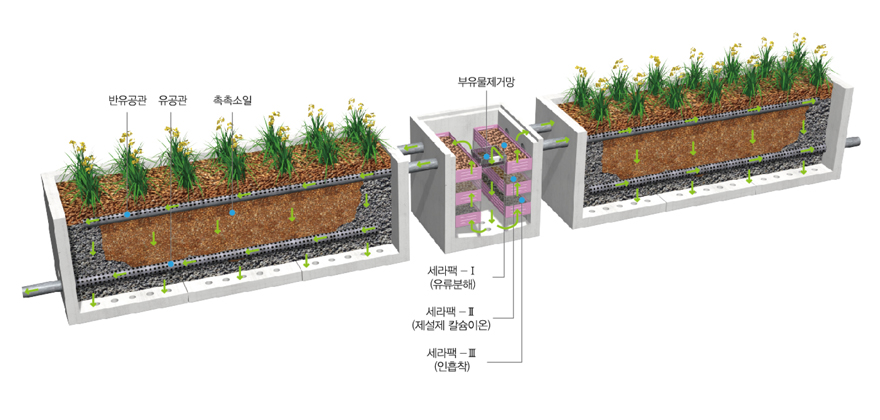 반유공관
유공관
촉촉소일
부유물제거망
세라팩 – Ⅰ
(유류분해)
세라팩 – Ⅱ
(제설제 칼슘이온)
세라팩 – Ⅲ
(인흡착)